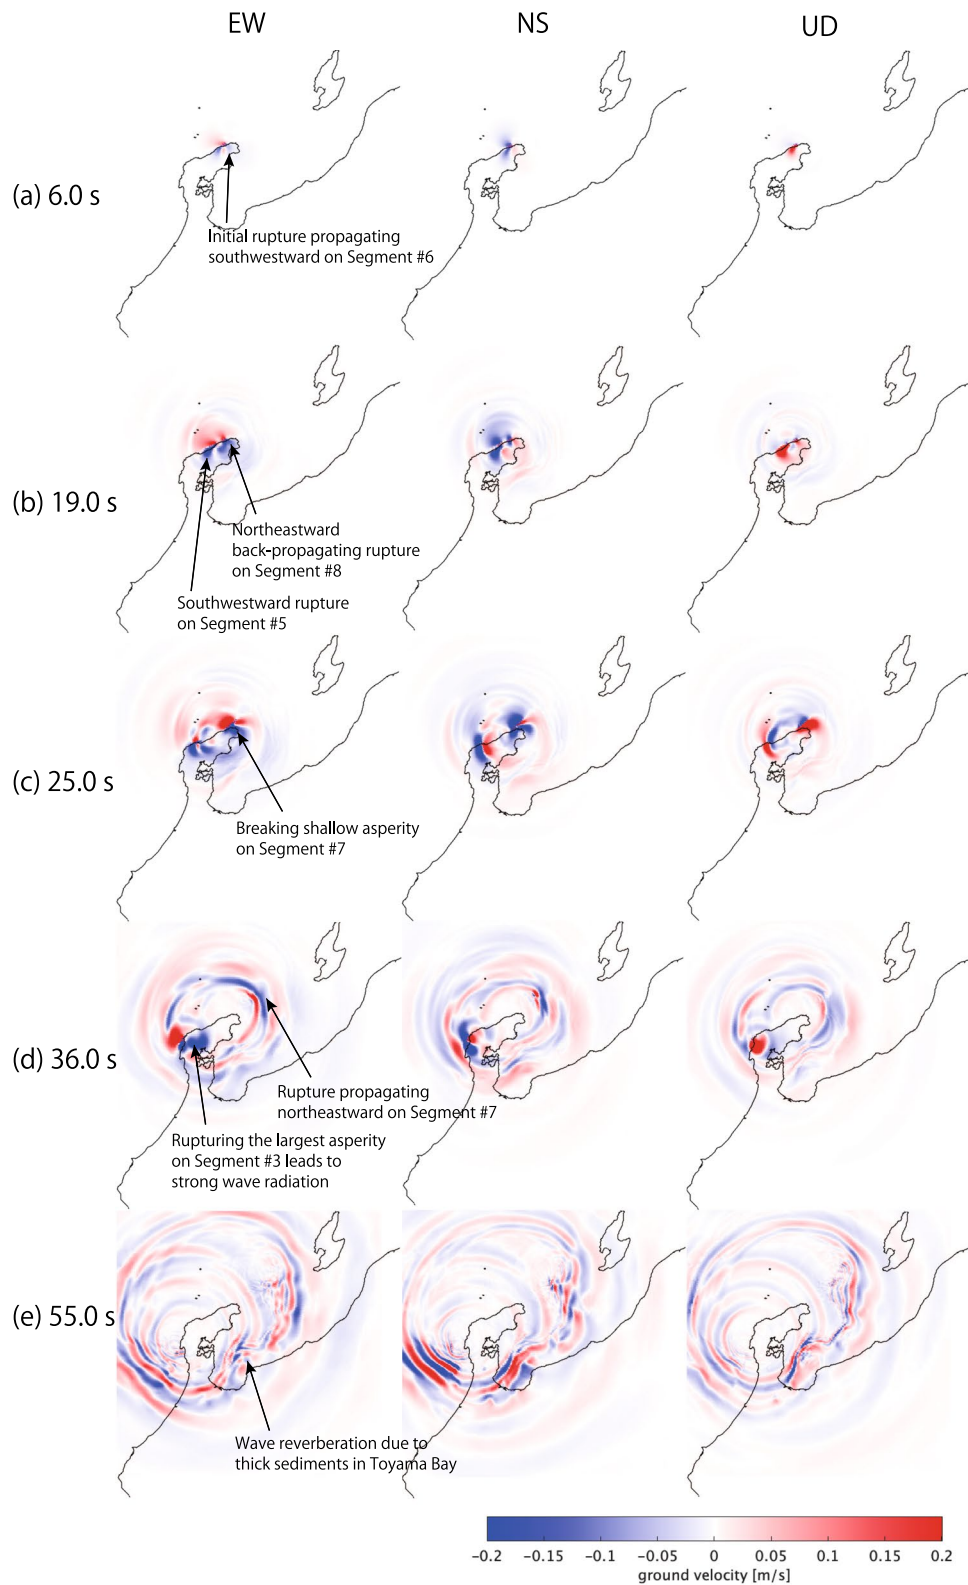 EW
NS
UD
(a) 6.0 s
Initial rupture propagating
southwestward on Segment #6
(b) 19.0 s
Northeastward
back-propagating rupture
on Segment #8
Southwestward rupture
on Segment #5
(c) 25.0 s
Breaking shallow asperity
on Segment #7
(d) 36.0 s
Rupture propagating
northeastward on Segment #7
Rupturing the largest asperity
on Segment #3 leads to
strong wave radiation
(e) 55.0 s
Wave reverberation due to
thick sediments in Toyama Bay
−0.2 −0.15 −0.1 −0.05 0 0.05 0.1 0.15 0.2
ground velocity [m/s]